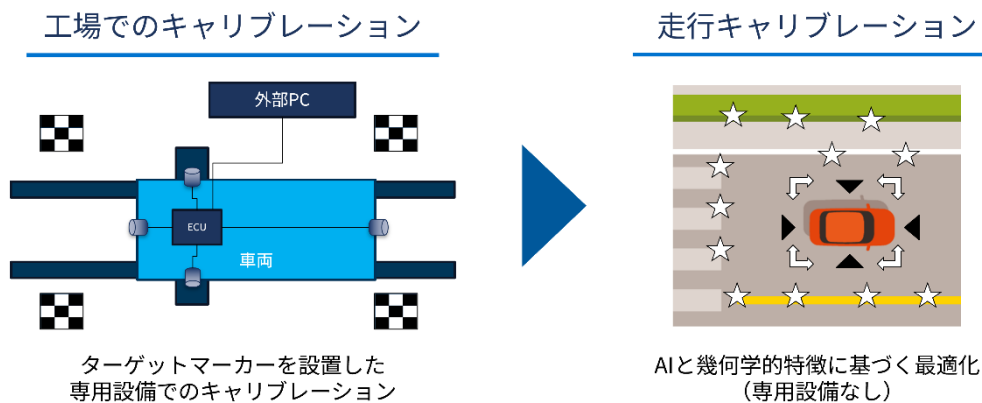 工場でのキャリブレーション
走行キャリブレーション
外部PC
ECU
車両
ターゲットマーカーを設置した
専用設備でのキャリブレーション
AIと幾何学的特徴に基づく最適化
（専用設備なし）